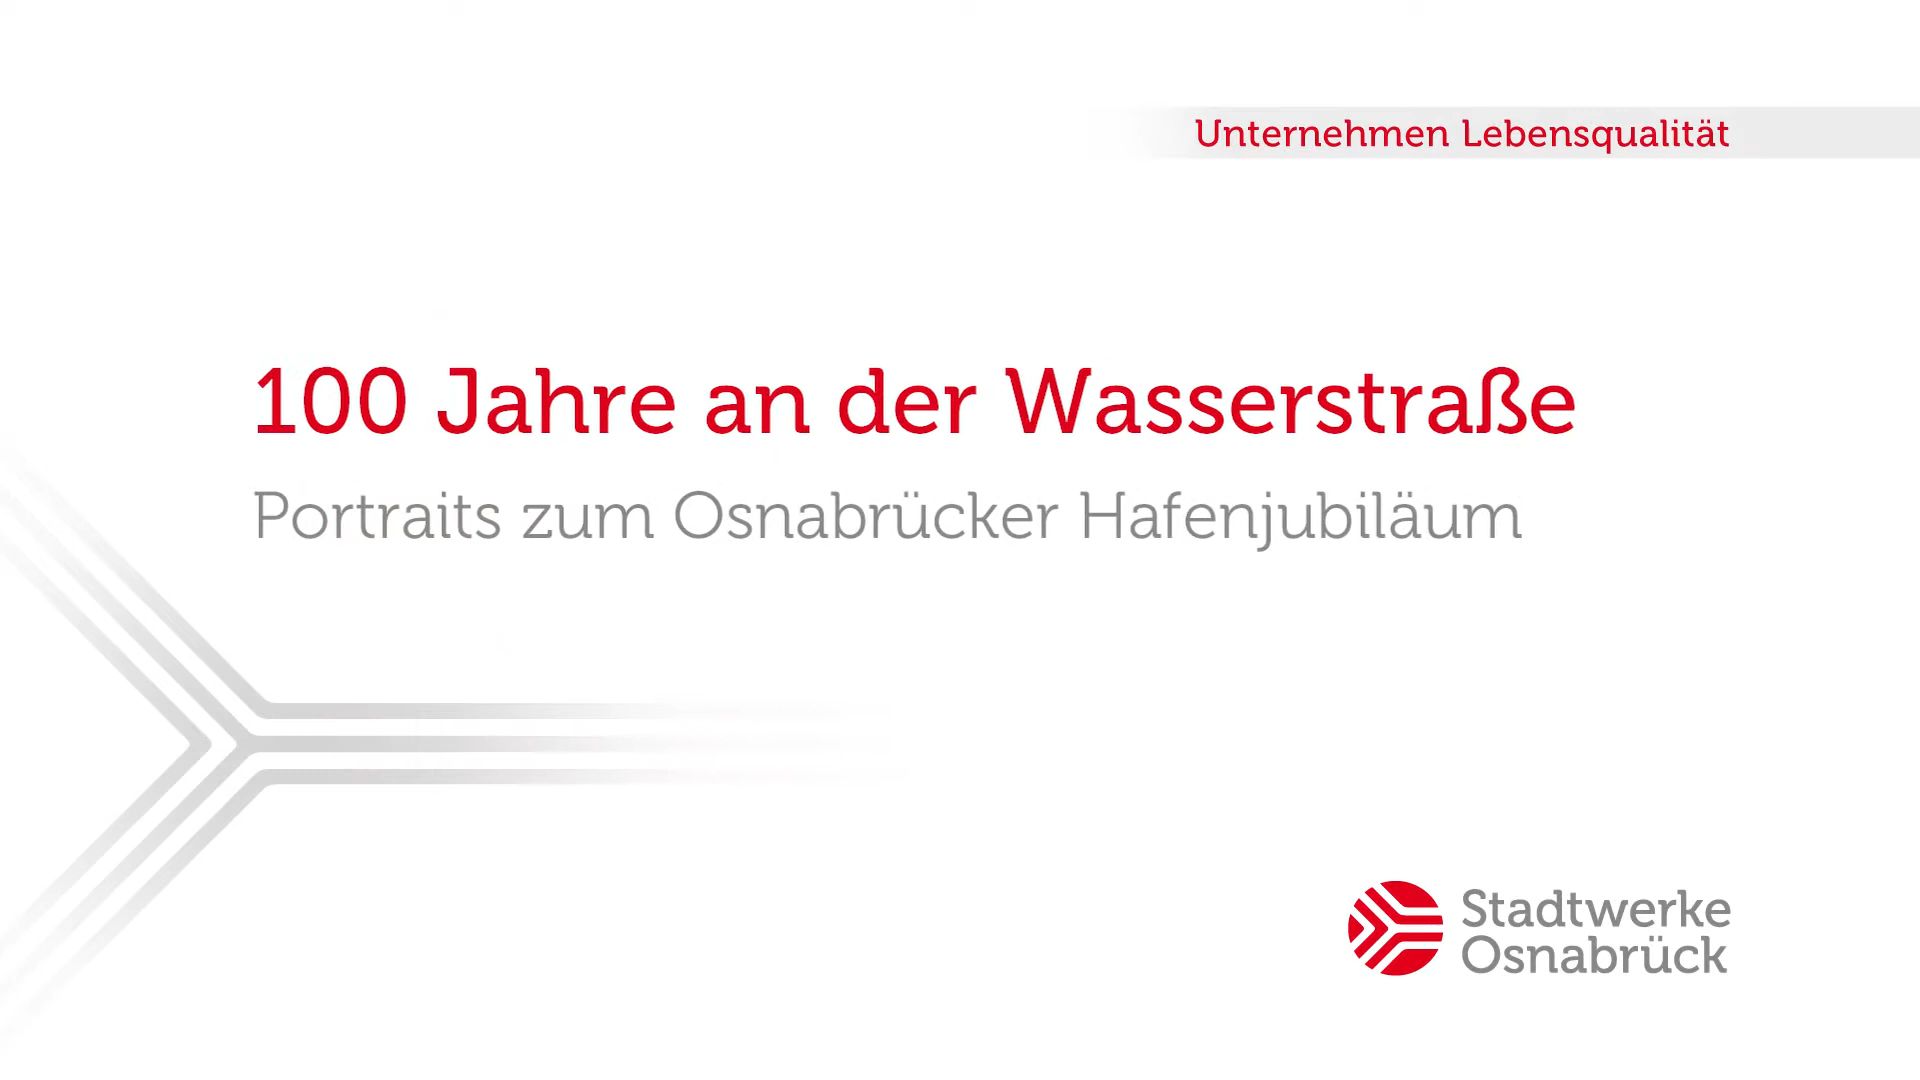 Unternehmen Lebensqualität
100 Jahre an der Wasserstraße
Portraits zum Osnabrücker Hafenjubiläum
Stadtwerke
Osnabrück